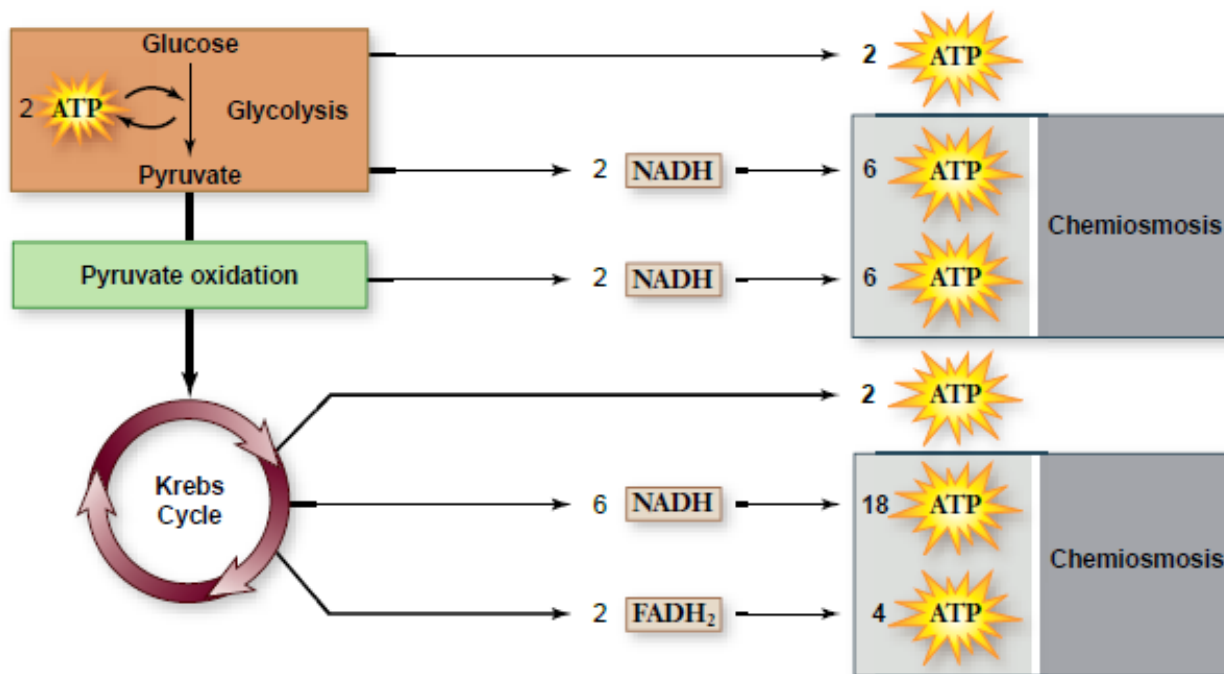 Glucose
2 ATP
2 ATP
Glycolysis
Pyruvate
2 NADH
6 ATP
Chemiosmosis
Pyruvate oxidation
2 NADH
6 ATP
2 ATP
Krebs
Cycle
6 NADH
18 ATP
Chemiosmosis
2 FADH₂
4 ATP